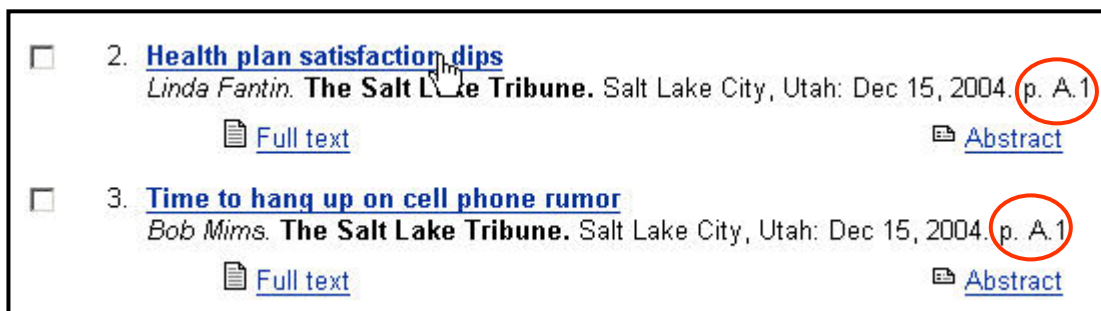 2. Health plan satisfaction dips
Linda Fantin. The Salt Lake Tribune. Salt Lake City, Utah: Dec 15, 2004. p. A.1
Full text Abstract
3. Time to hang up on cell phone rumor
Bob Mims. The Salt Lake Tribune. Salt Lake City, Utah: Dec 15, 2004. p. A.1
Full text Abstract